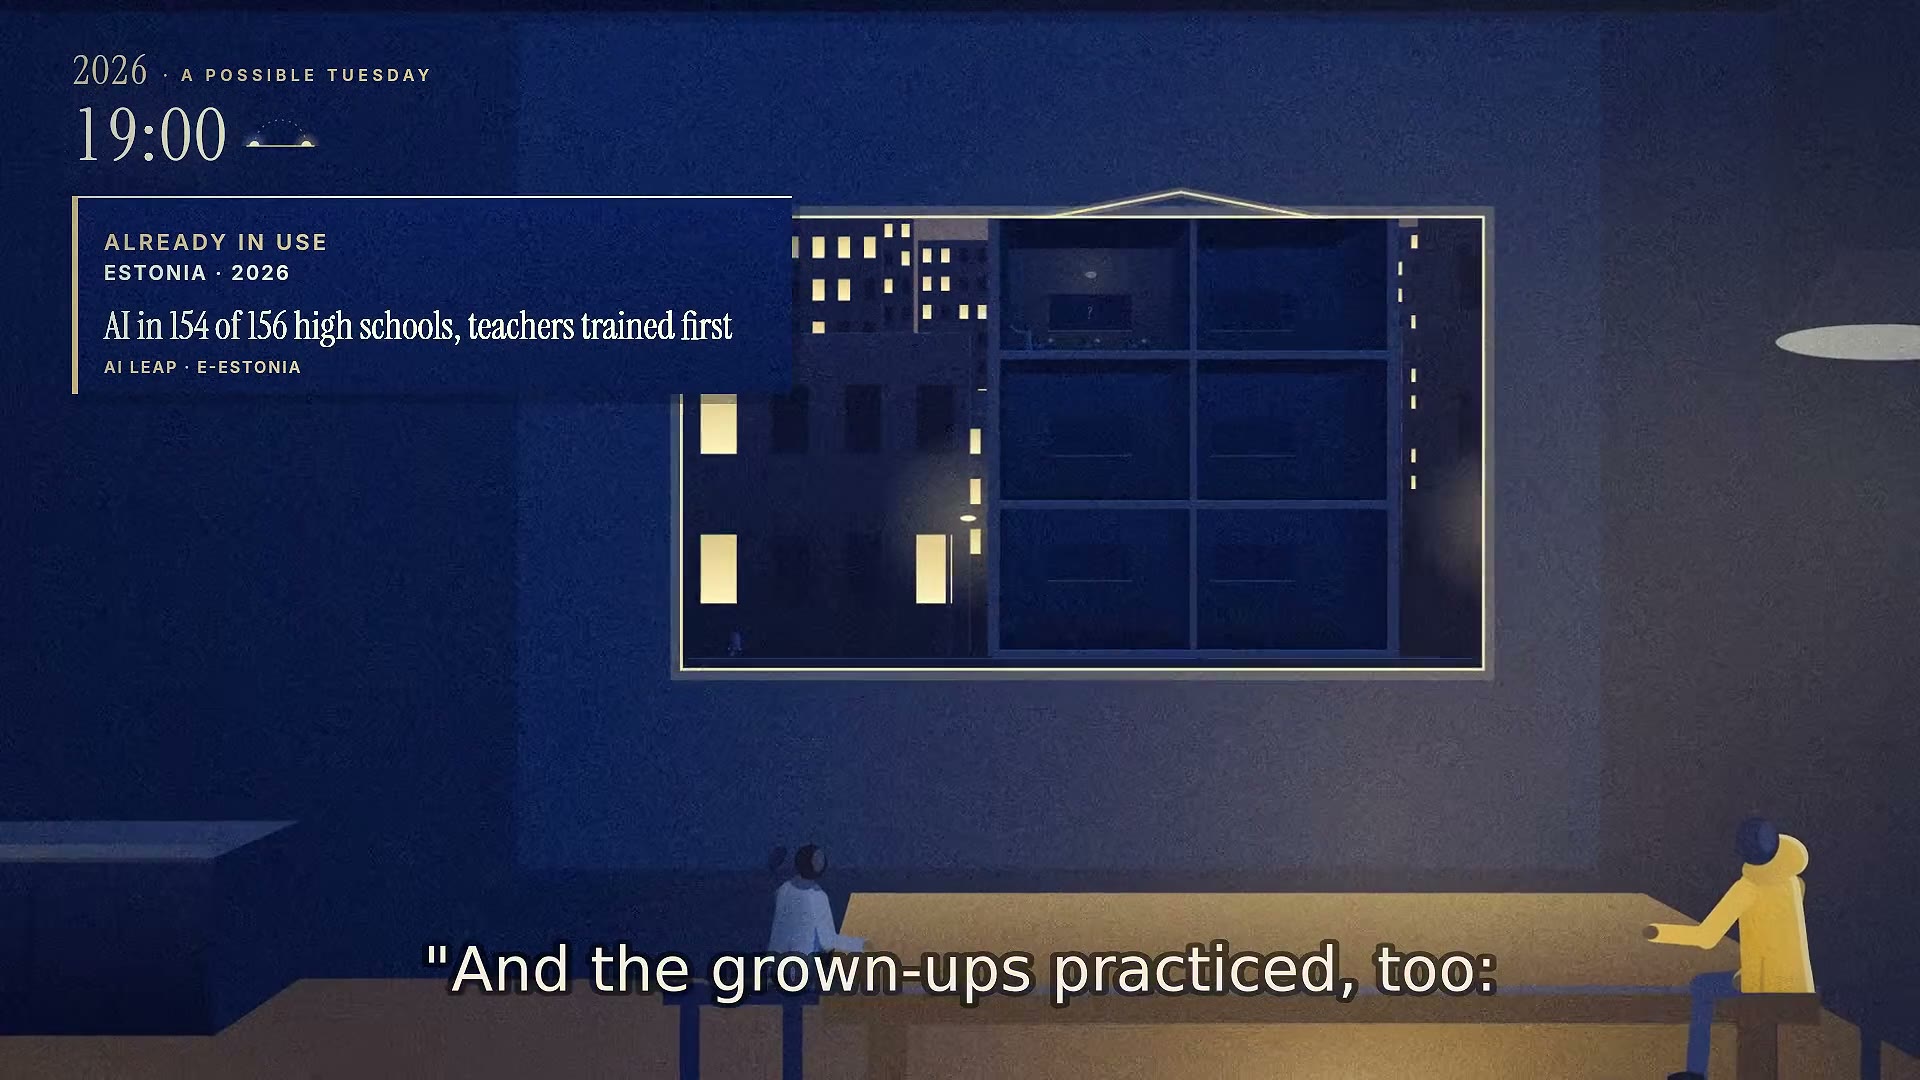 2026 · A POSSIBLE TUESDAY
19:00
ALREADY IN USE
ESTONIA · 2026
AI in 154 of 156 high schools, teachers trained first
AI LEAP · E-ESTONIA
?
"And the grown-ups practiced, too: